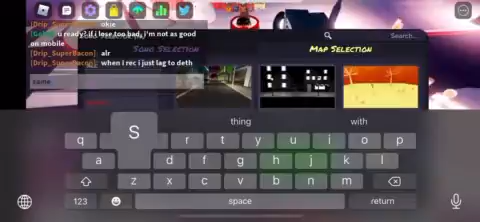 [Drip_SuperBacon]: okie
u ready? if i lose too bad, i'm not as good
on mobile
[Drip_SuperBacon]: alr
[Drip_SuperBacon]: when i rec i just lag to deth
Song Selection
Map Selection
Search...
same
thing
with
S
q r t y u i o p
a d f g h j k l
z x c v b n m
123 space return